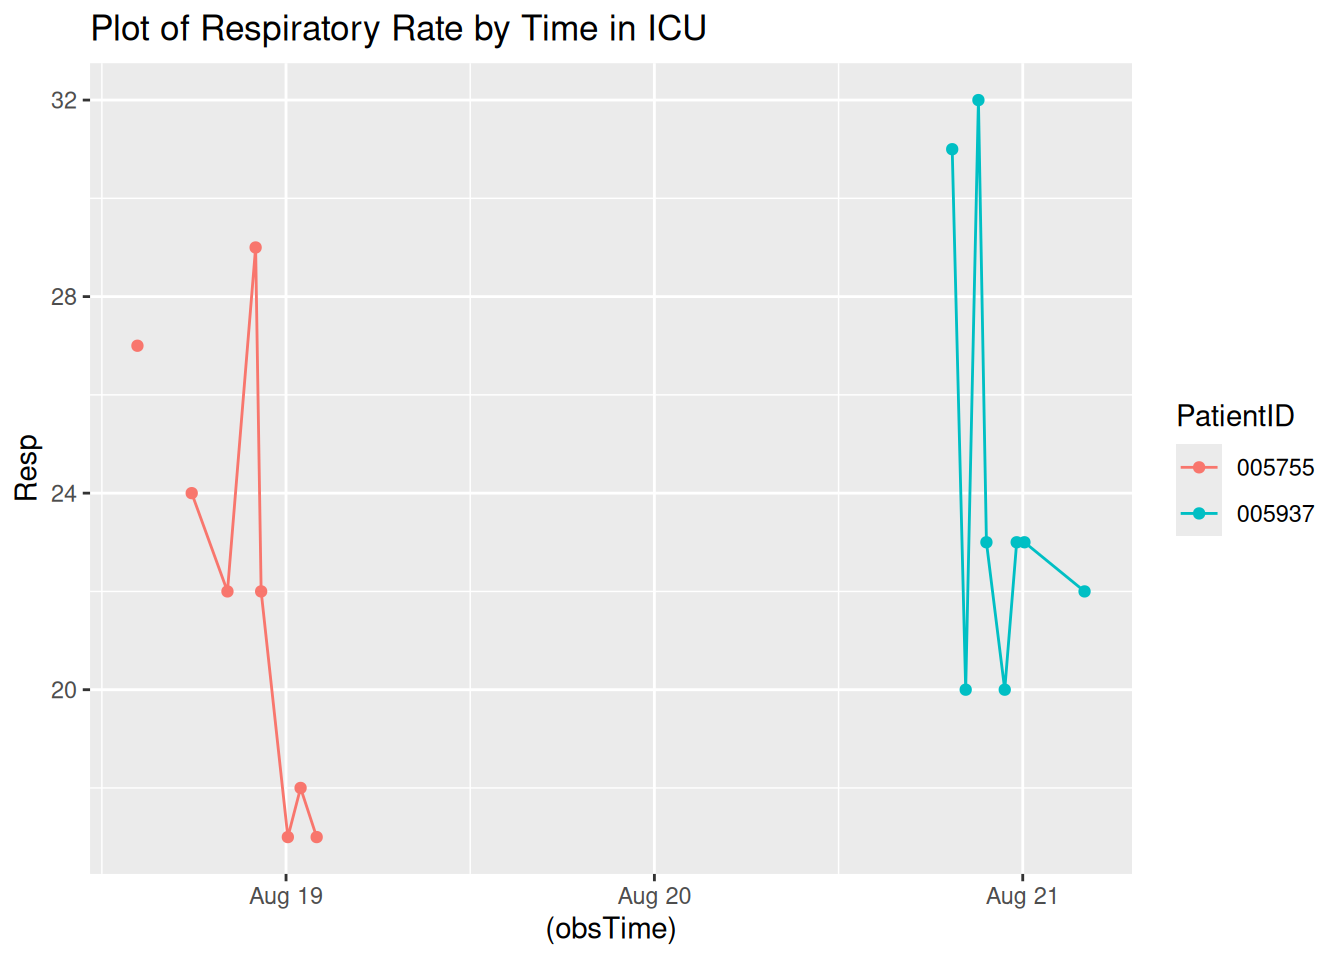 Plot of Respiratory Rate by Time in ICU
32
28
24
20
Resp
Aug 19
Aug 20
Aug 21
(obsTime)
PatientID
005755
005937